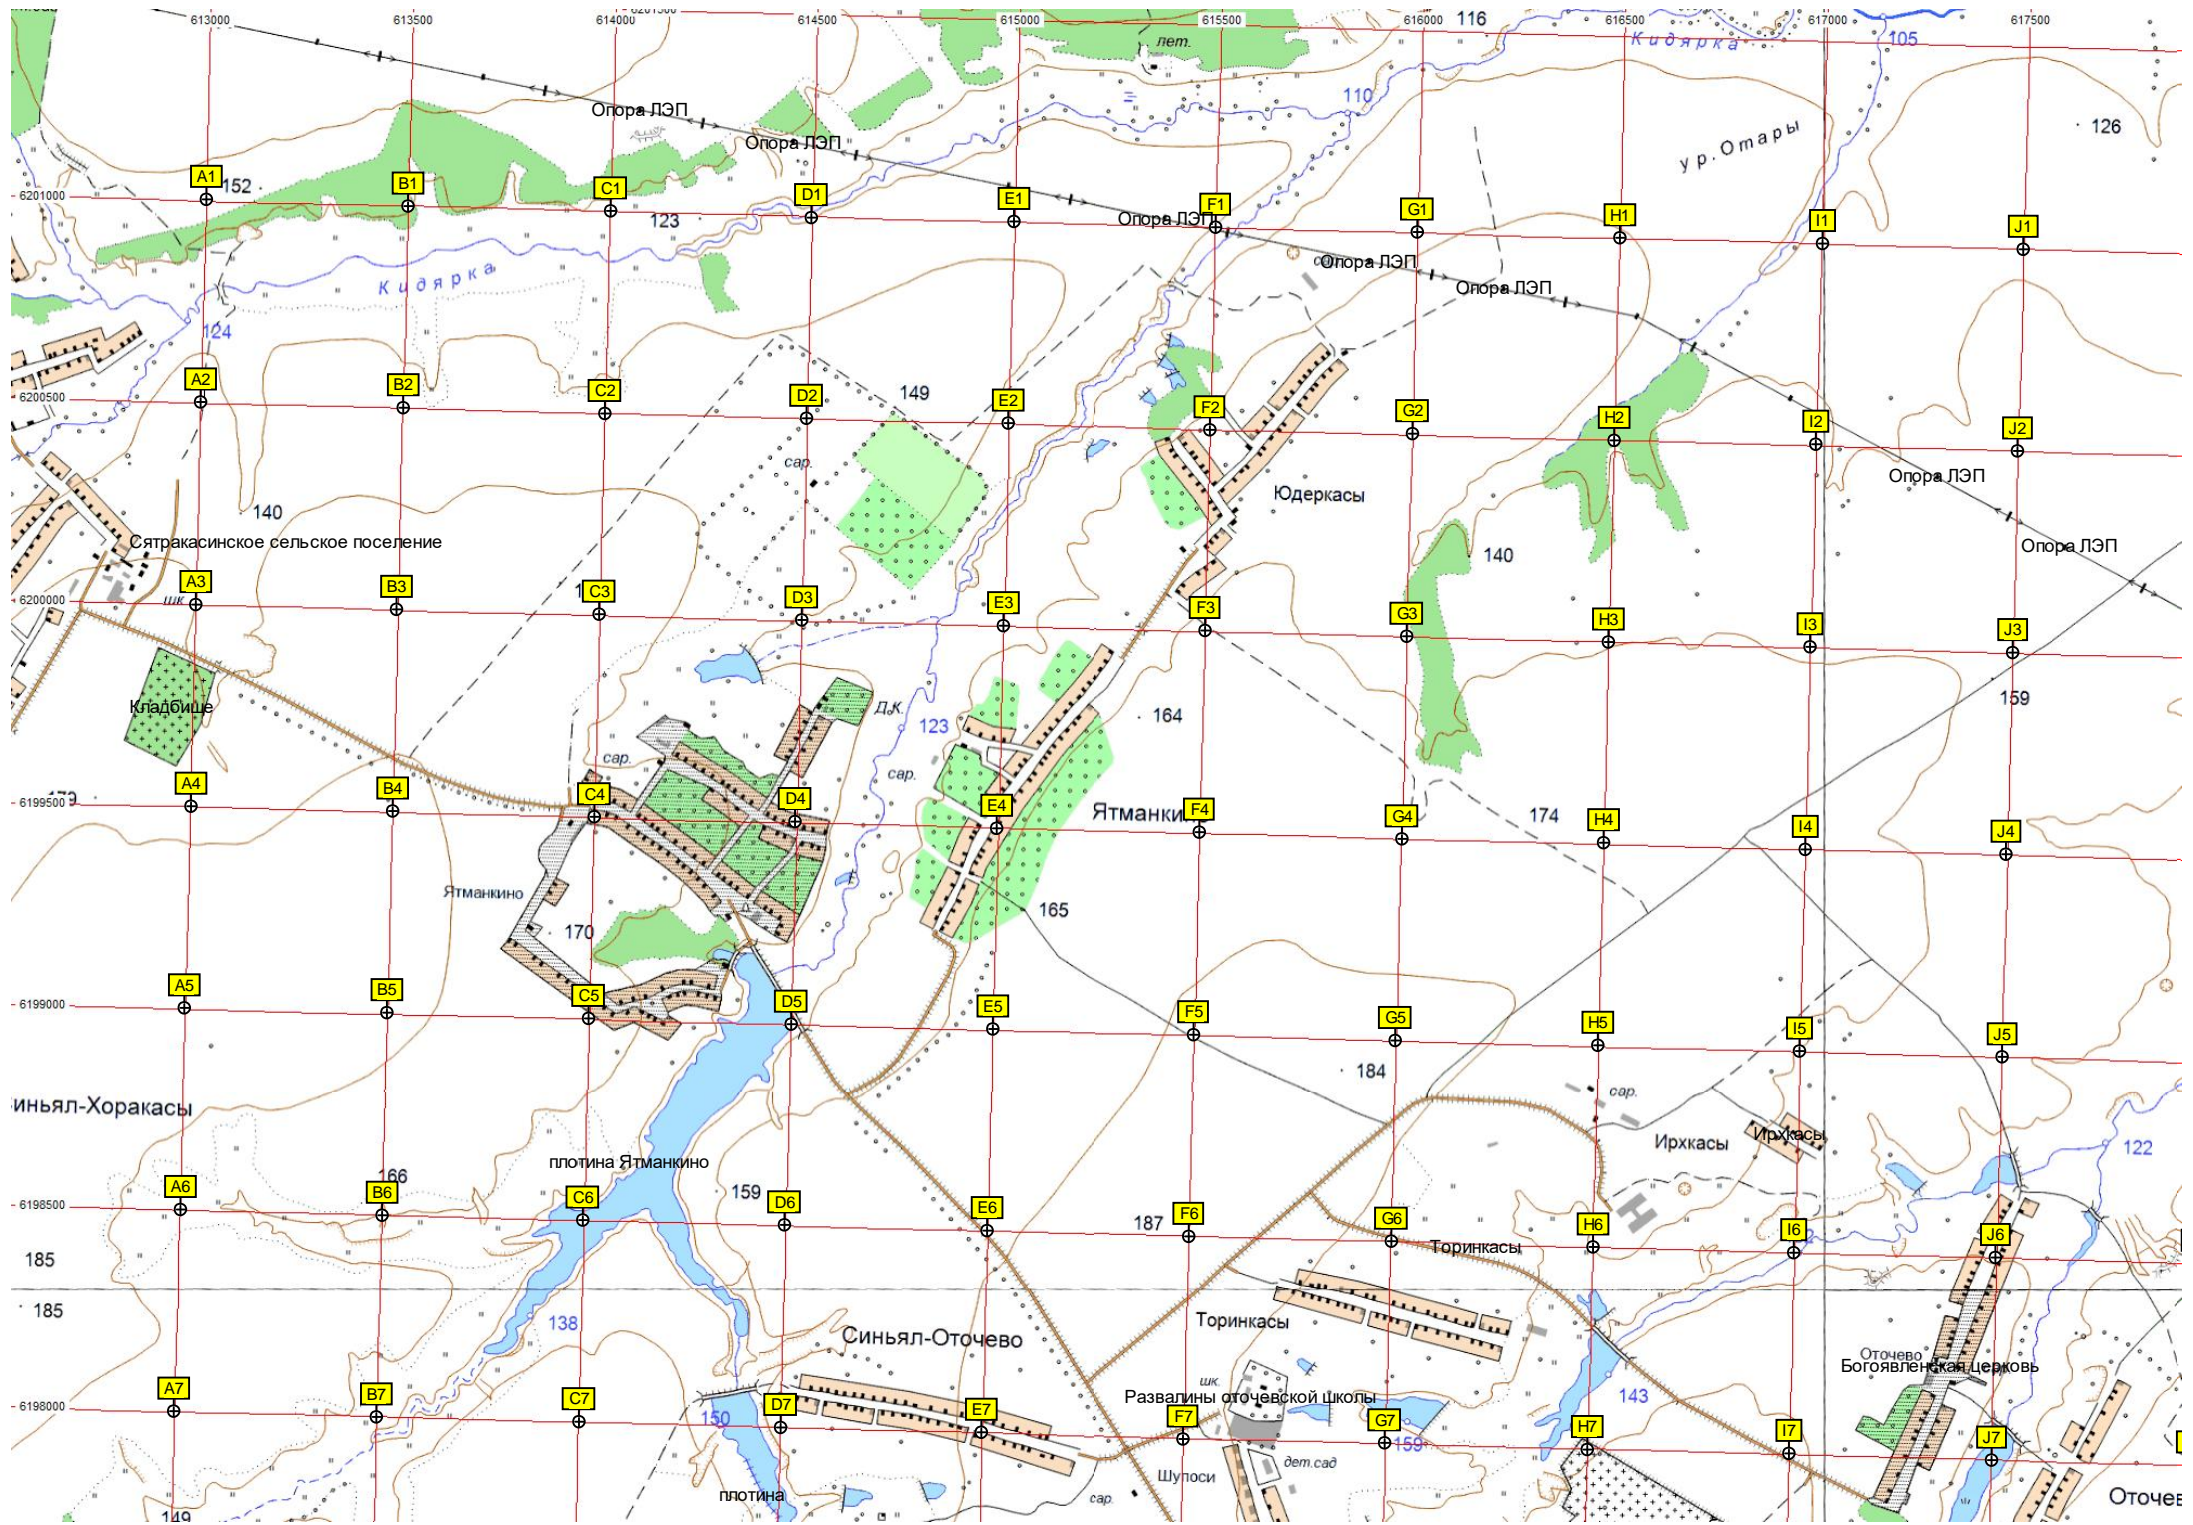 613000 613500 614000 614500 615000 615500 616000 616500 617000 617500
116
лет.
Кидярка
105
110
Опора ЛЭП
Опора ЛЭП
ур.Отары
126
A1 B1 C1 D1 E1 F1 G1 H1 I1 J1
152
6201000
123
Опора ЛЭП
Опора ЛЭП
Кидярка
Опора ЛЭП
124
A2 B2 C2 D2 E2 F2 G2 H2 I2 J2
149
6200500
сар.
Опора ЛЭП
Юдеркасы
140
Сятракасинское сельское поселение
140
Опора ЛЭП
A3 B3 C3 D3 E3 F3 G3 H3 I3 J3
6200000
шк.
159
Кладбише
Д.К.
123
164
сар.
сар.
A4 B4 C4 D4 E4 F4 G4 H4 I4 J4
6199500
Ятманки
174
Ятманкино
165
170
A5 B5 C5 D5 E5 F5 G5 H5 I5 J5
6199000
184
сар.
иньял-Хоракасы
Ирхкасы
Ирхкасы
122
плотина Ятманкино
166
159
A6 B6 C6 D6 E6 F6 G6 H6 I6 J6
6198500
187
Торинкасы
185
185
138
Торинкасы
Синьял-Оточево
Оточево
Богоявленская церковь
шк.
Развалины оточевской школы
143
A7 B7 C7 D7 E7 F7 G7 H7 I7 J7
6198000
150
159
дет.сад
Шупоси
плотина
сар.
Оточев
149